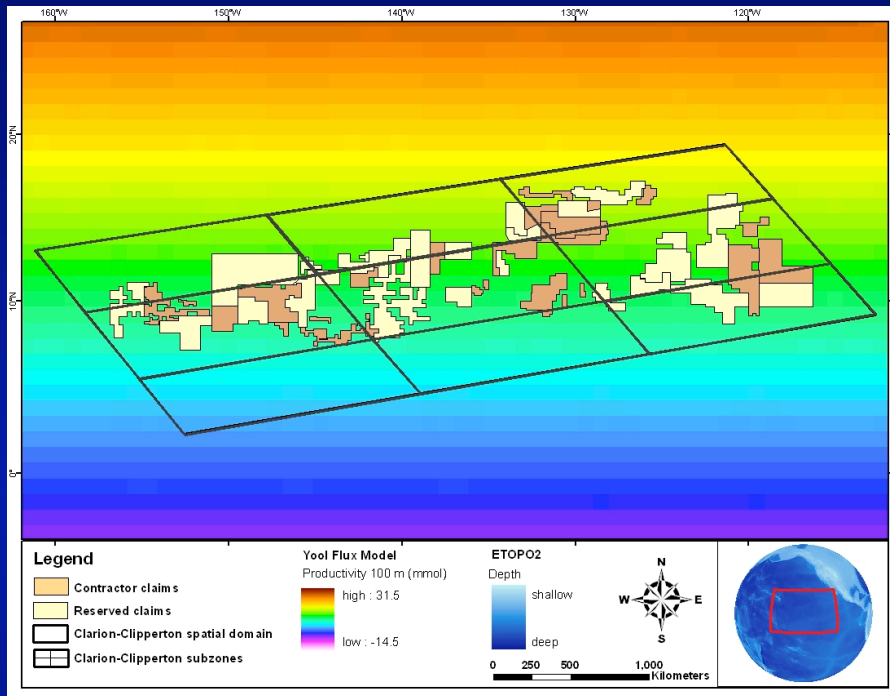 160°W 150°W 140°W 130°W 120°W
20°N
10°N
0°
Legend
Contractor claims
Reserved claims
Clarion-Clipperton spatial domain
Clarion-Clipperton subzones
Yool Flux Model
Productivity 100 m (mmol)
high : 31.5
low : -14.5
ETOPO2
Depth
shallow
deep
N
W E
S
0 250 500 1,000
Kilometers